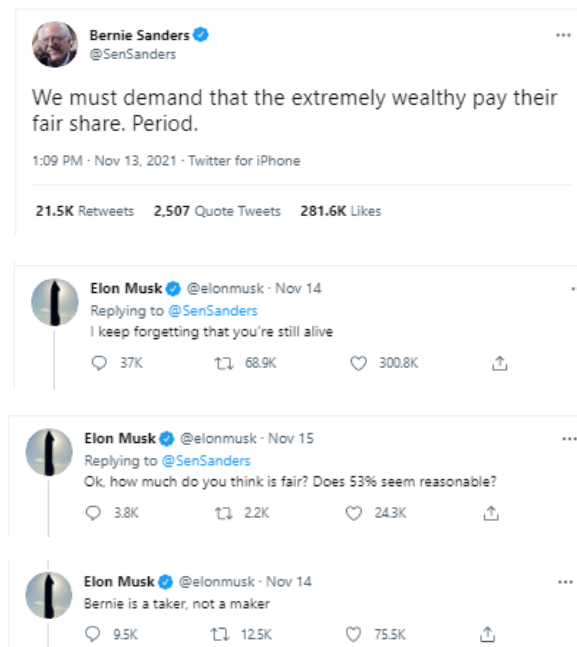 Bernie Sanders
@SenSanders
We must demand that the extremely wealthy pay their
fair share. Period.
1:09 PM · Nov 13, 2021 · Twitter for iPhone
21.5K Retweets 2,507 Quote Tweets 281.6K Likes
Elon Musk @elonmusk · Nov 14
Replying to @SenSanders
I keep forgetting that you're still alive
37K 68.9K 300.8K
Elon Musk @elonmusk · Nov 15
Replying to @SenSanders
Ok, how much do you think is fair? Does 53% seem reasonable?
3.8K 2.2K 24.3K
Elon Musk @elonmusk · Nov 14
Bernie is a taker, not a maker
9.5K 12.5K 75.5K